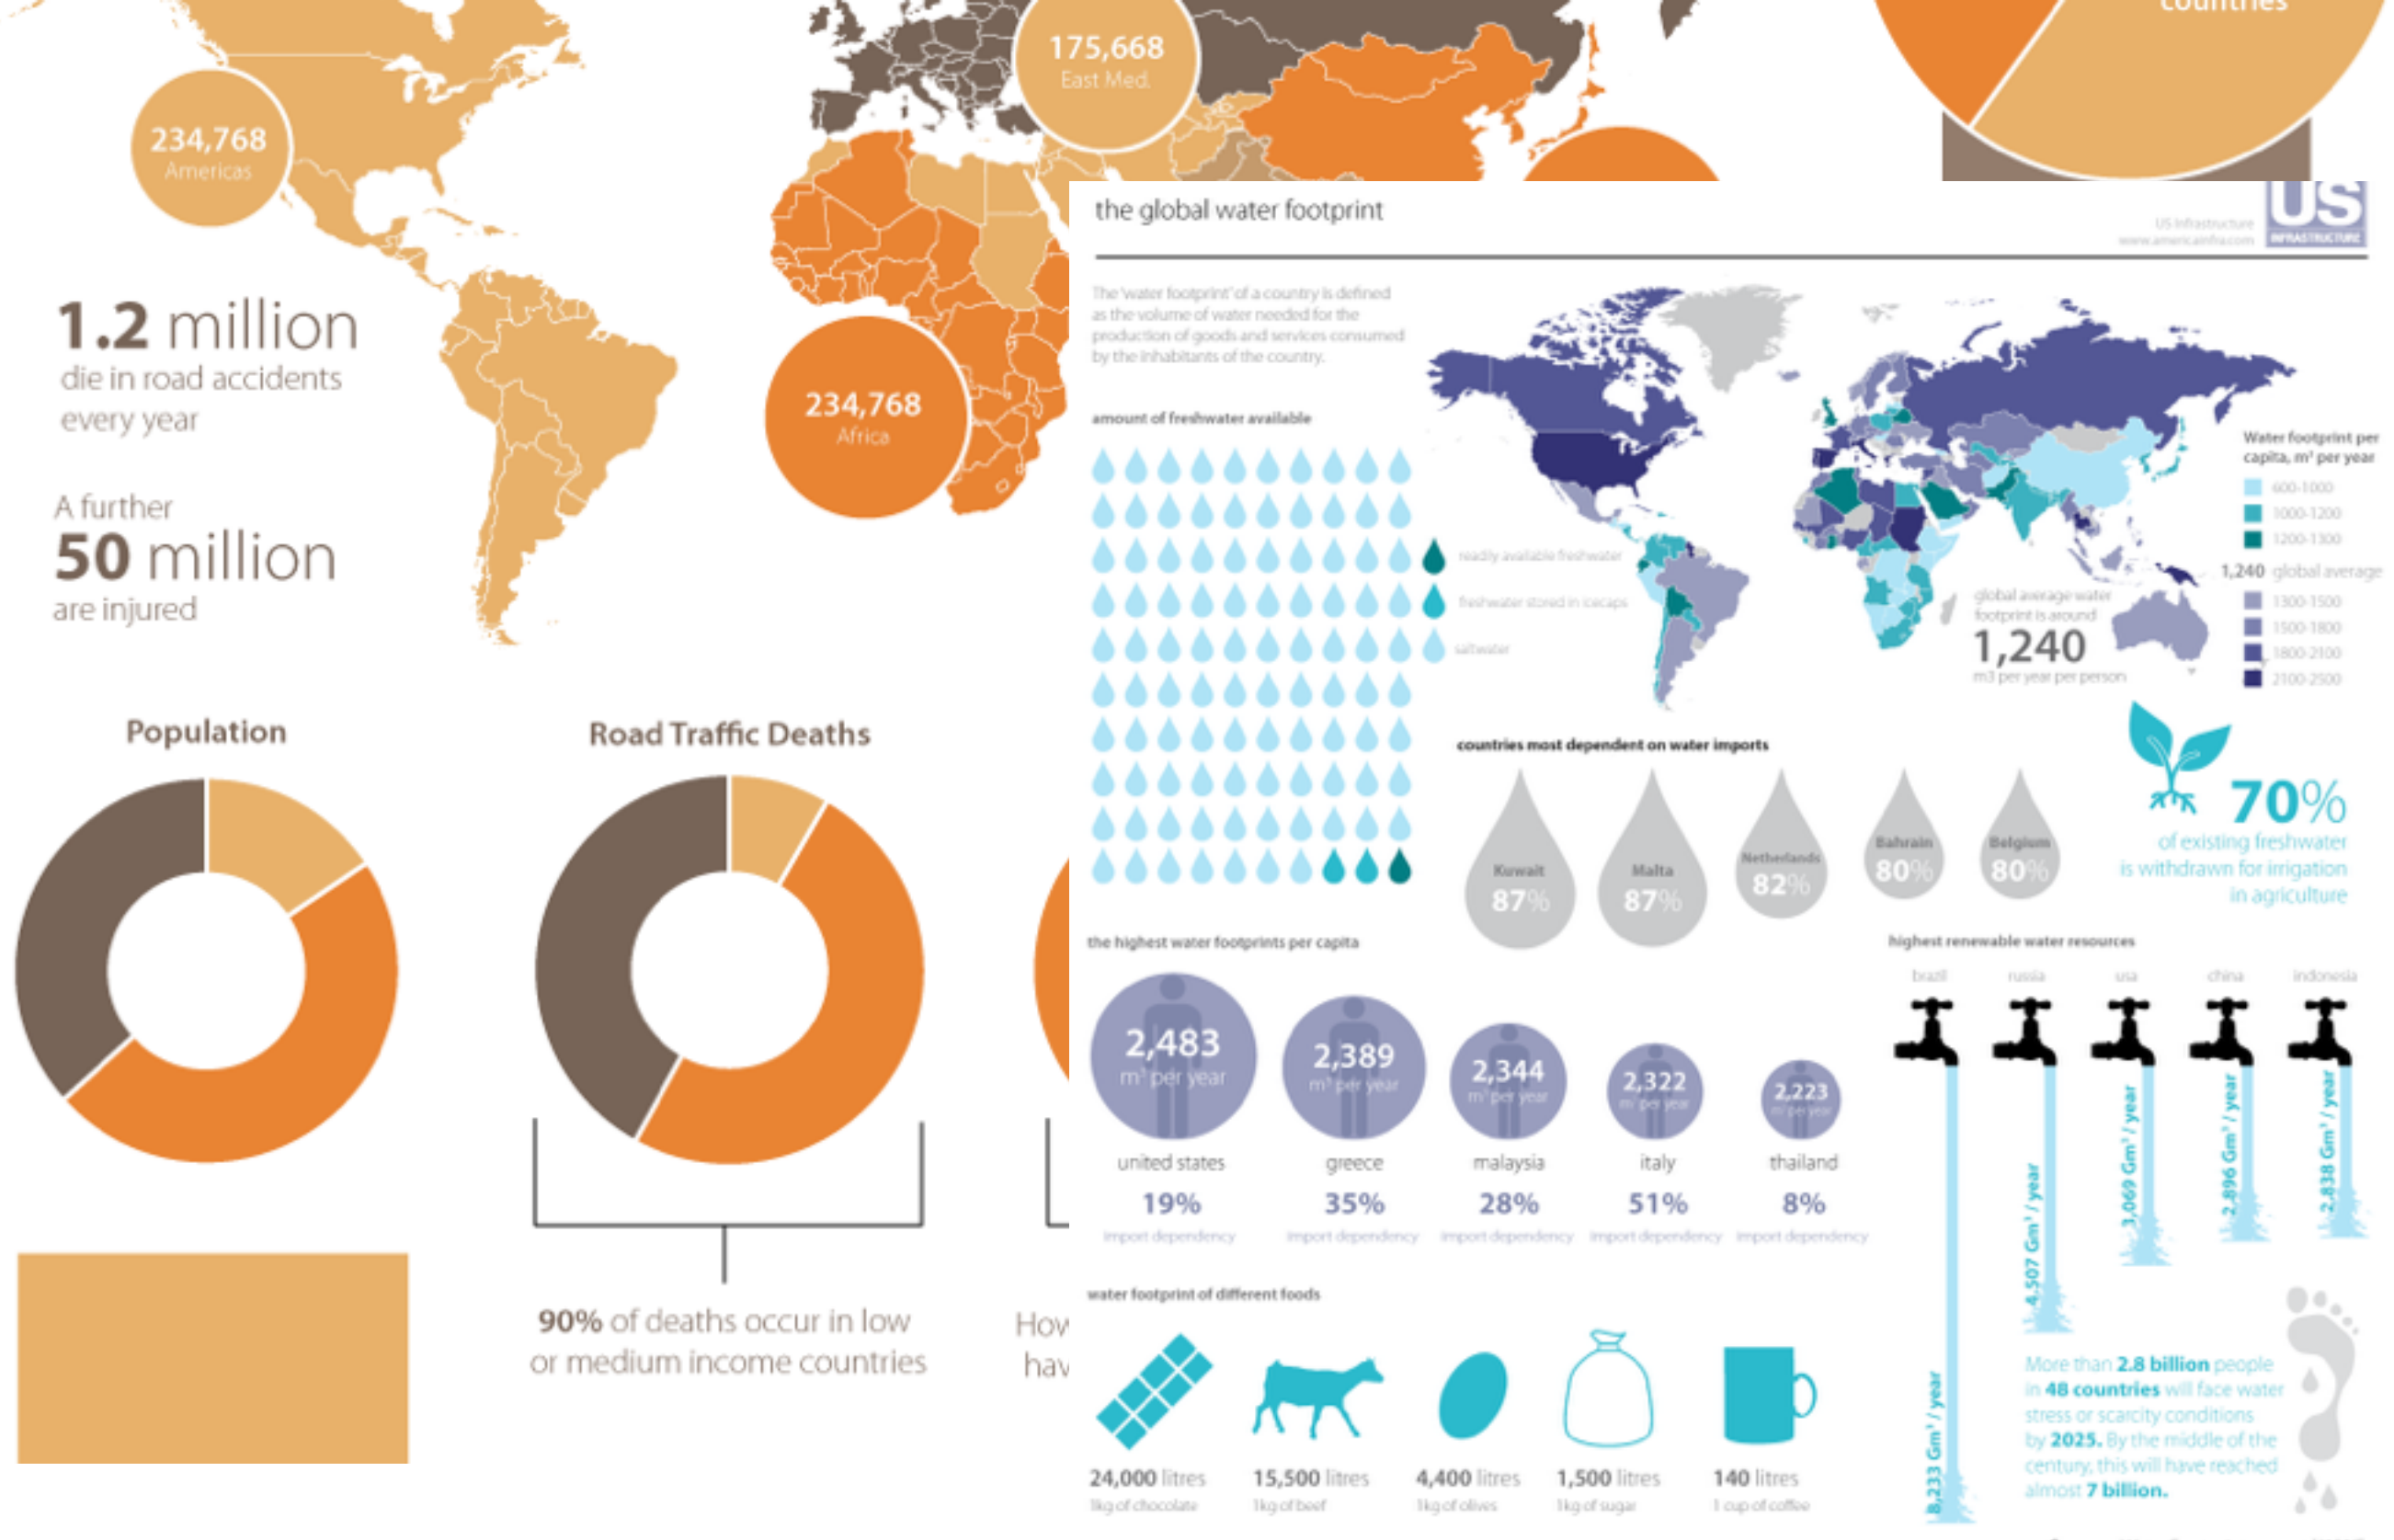 countries
175,668
East Med.
234,768
Americas
1.2 million
die in road accidents
every year
A further
50 million
are injured
234,768
Africa
Population
Road Traffic Deaths
90% of deaths occur in low
or medium income countries
How
hav
the global water footprint
US Infrastructure
www.americainfra.com
US
INFRASTRUCTURE
The 'water footprint' of a country is defined
as the volume of water needed for the
production of goods and services consumed
by the inhabitants of the country.
amount of freshwater available
readily available freshwater
freshwater stored in icecaps
saltwater
Water footprint per
capita, m³ per year
600-1000
1000-1200
1200-1300
1,240 global average
1300-1500
1500-1800
1800-2100
2100-2500
global average water
footprint is around
1,240
m3 per year per person
countries most dependent on water imports
Kuwait
87%
Malta
87%
Netherlands
82%
Bahrain
80%
Belgium
80%
70%
of existing freshwater
is withdrawn for irrigation
in agriculture
the highest water footprints per capita
2,483
m³ per year
united states
19%
import dependency
2,389
m³ per year
greece
35%
import dependency
2,344
m³ per year
malaysia
28%
import dependency
2,322
m³ per year
italy
51%
import dependency
2,223
m³ per year
thailand
8%
import dependency
highest renewable water resources
brazil
russia
usa
china
indonesia
8,233 Gm³ / year
4,507 Gm³ / year
3,069 Gm³ / year
2,896 Gm³ / year
2,838 Gm³ / year
water footprint of different foods
24,000 litres
1kg of chocolate
15,500 litres
1kg of beef
4,400 litres
1kg of olives
1,500 litres
1kg of sugar
140 litres
1 cup of coffee
More than 2.8 billion people
in 48 countries will face water
stress or scarcity conditions
by 2025. By the middle of the
century, this will have reached
almost 7 billion.